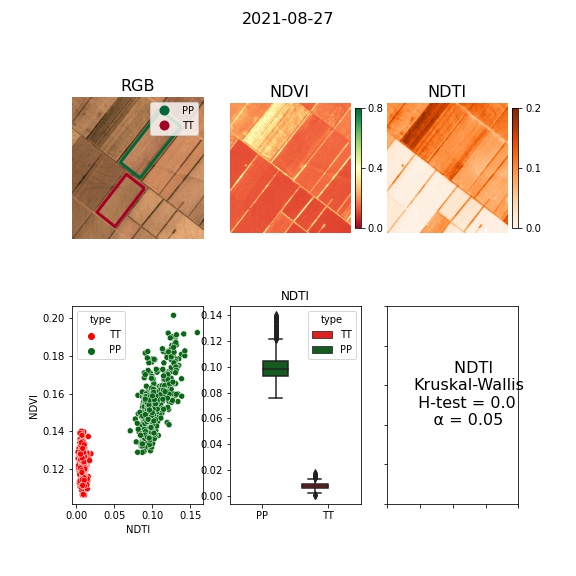 2021-08-27
RGB
NDVI
NDTI
PP
TT
0.8
0.4
0.0
0.2
0.1
0.0
NDTI
type
TT
PP
0.20
0.18
0.16
0.14
0.12
NDVI
0.00
0.05
0.10
0.15
NDTI
type
TT
PP
0.14
0.12
0.10
0.08
0.06
0.04
0.02
0.00
PP
TT
NDTI
Kruskal-Wallis
H-test = 0.0
α = 0.05